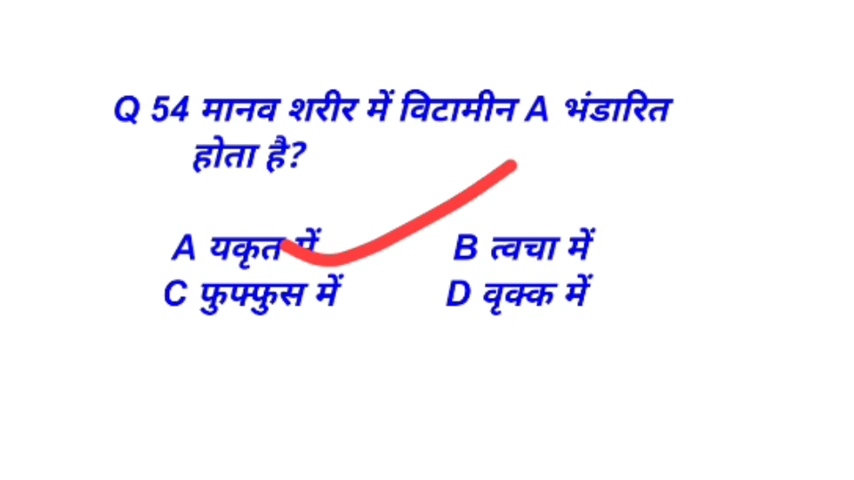 Q 54 मानव शरीर में विटामीन A भंडारित
होता है?
A यकृत में B त्वचा में
C फुफ्फुस में D वृक्क में